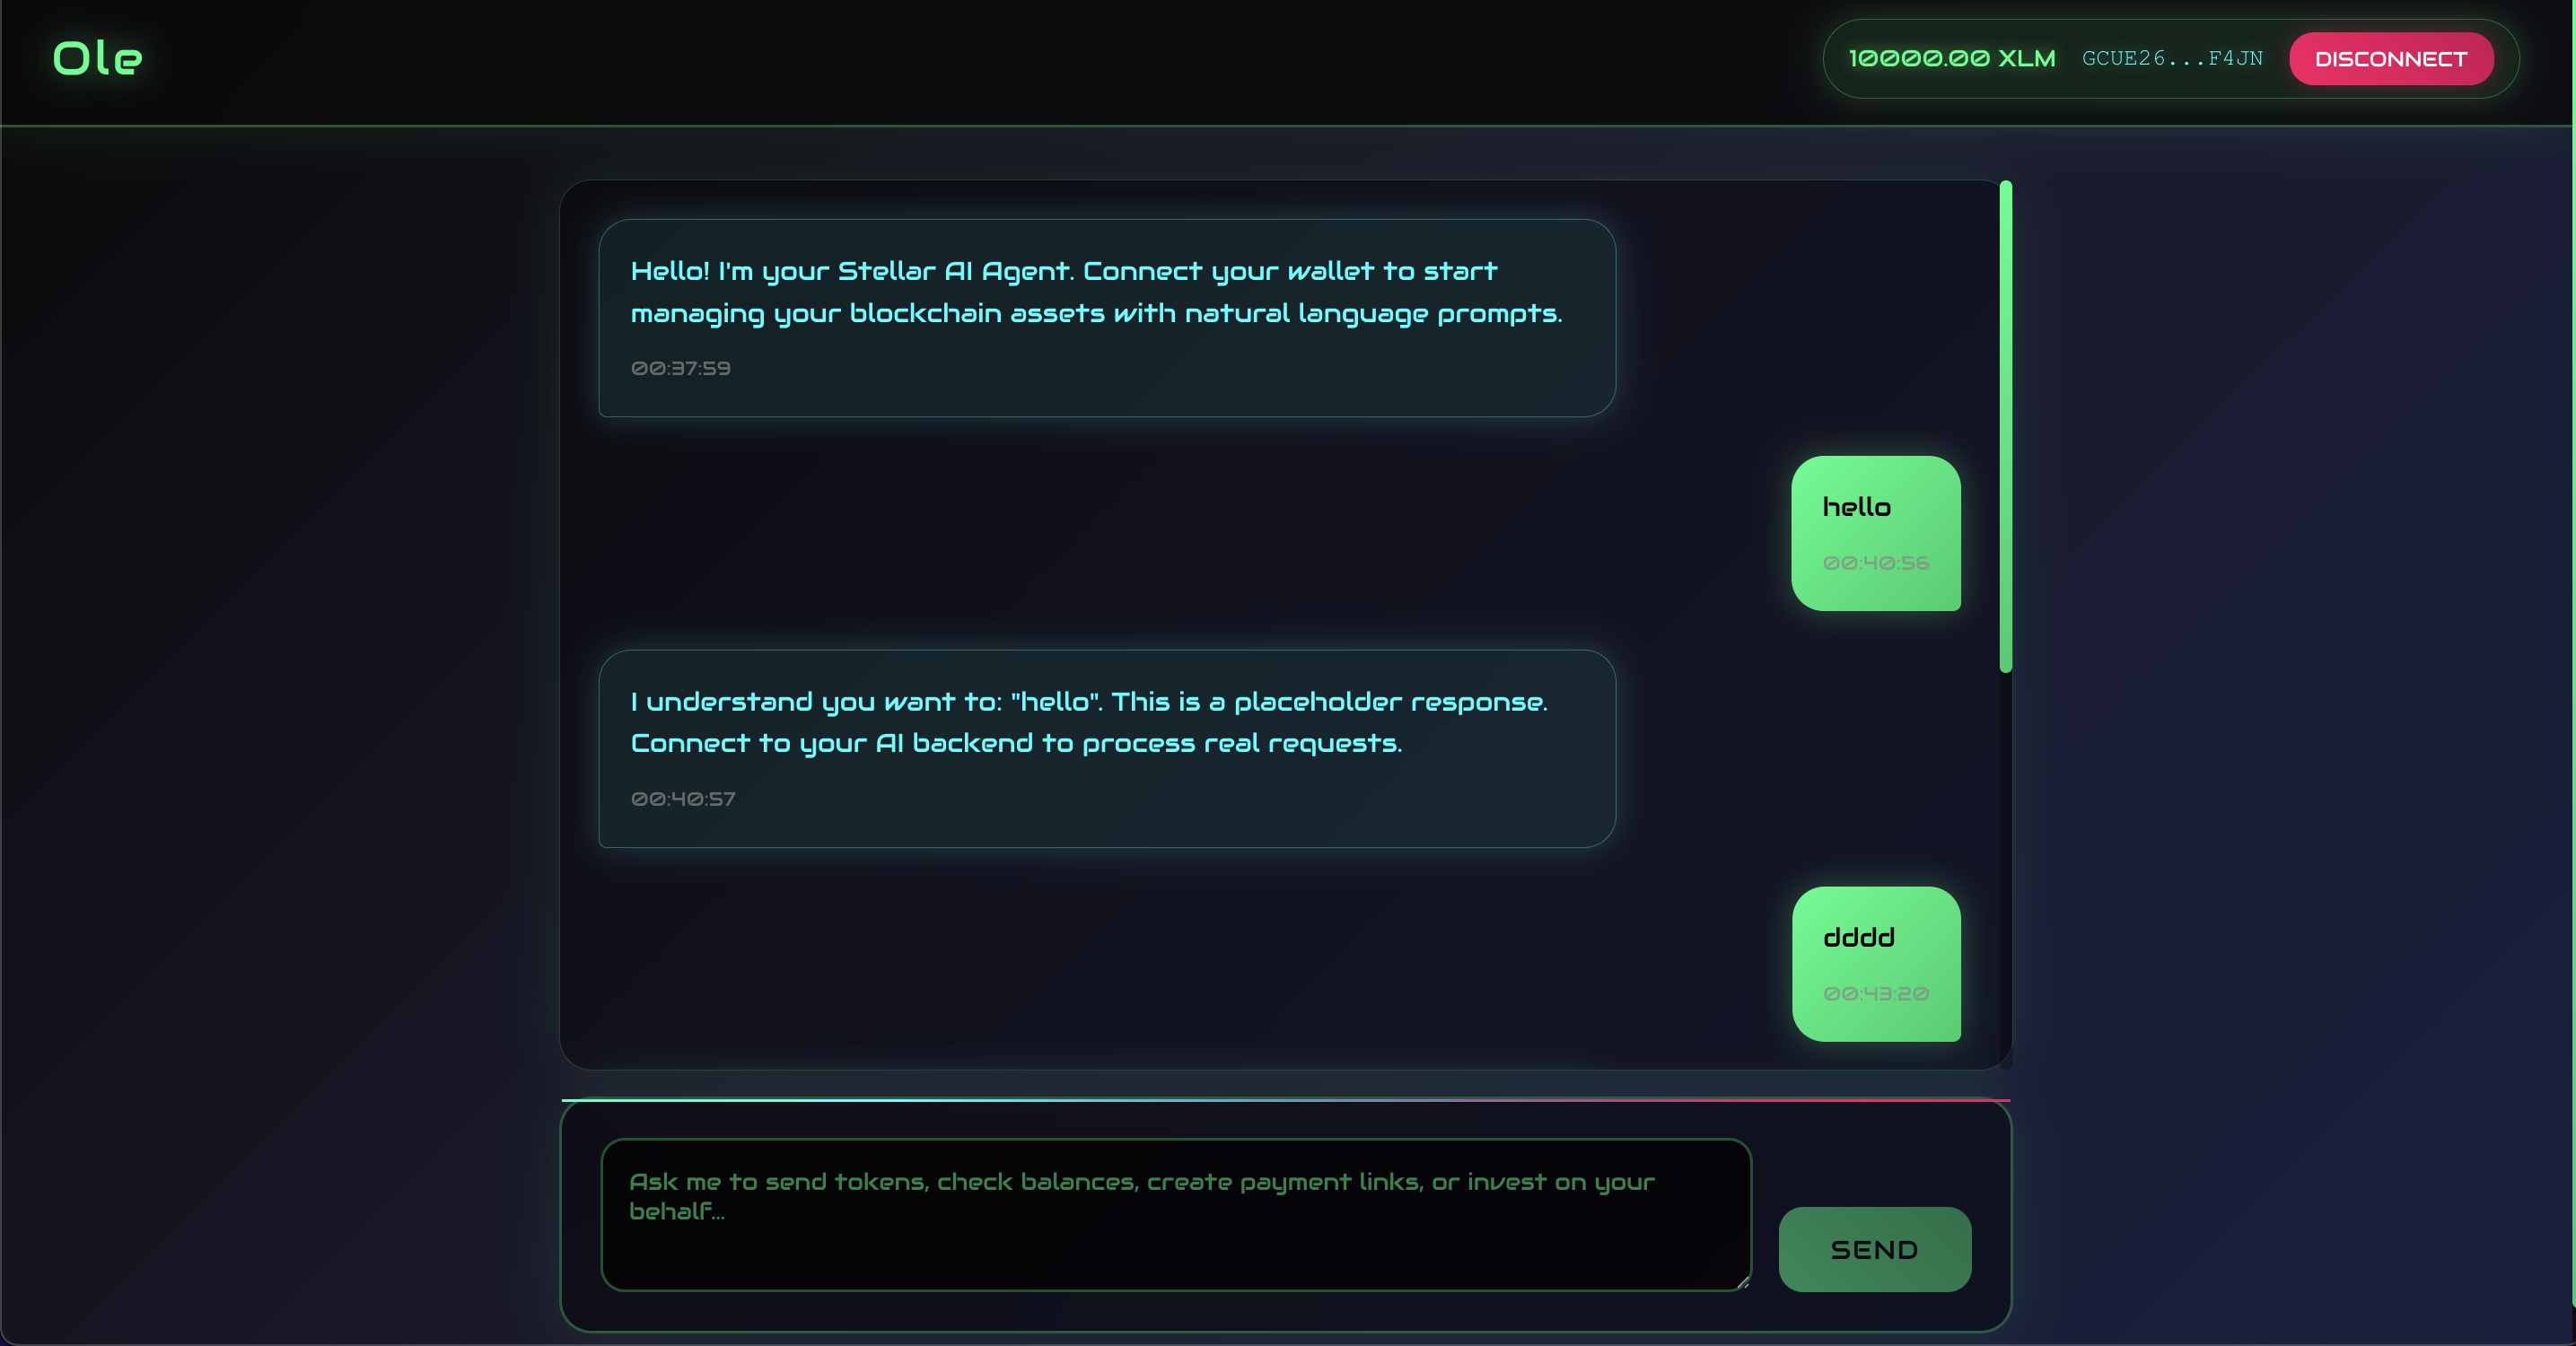 Ole
10000.00 XLM GCUE26...F4JN DISCONNECT
Hello! I'm your Stellar AI Agent. Connect your wallet to start
managing your blockchain assets with natural language prompts.
00:37:59
hello
00:40:56
I understand you want to: "hello". This is a placeholder response.
Connect to your AI backend to process real requests.
00:40:57
dddd
00:43:20
Ask me to send tokens, check balances, create payment links, or invest on your
behalf...
SEND